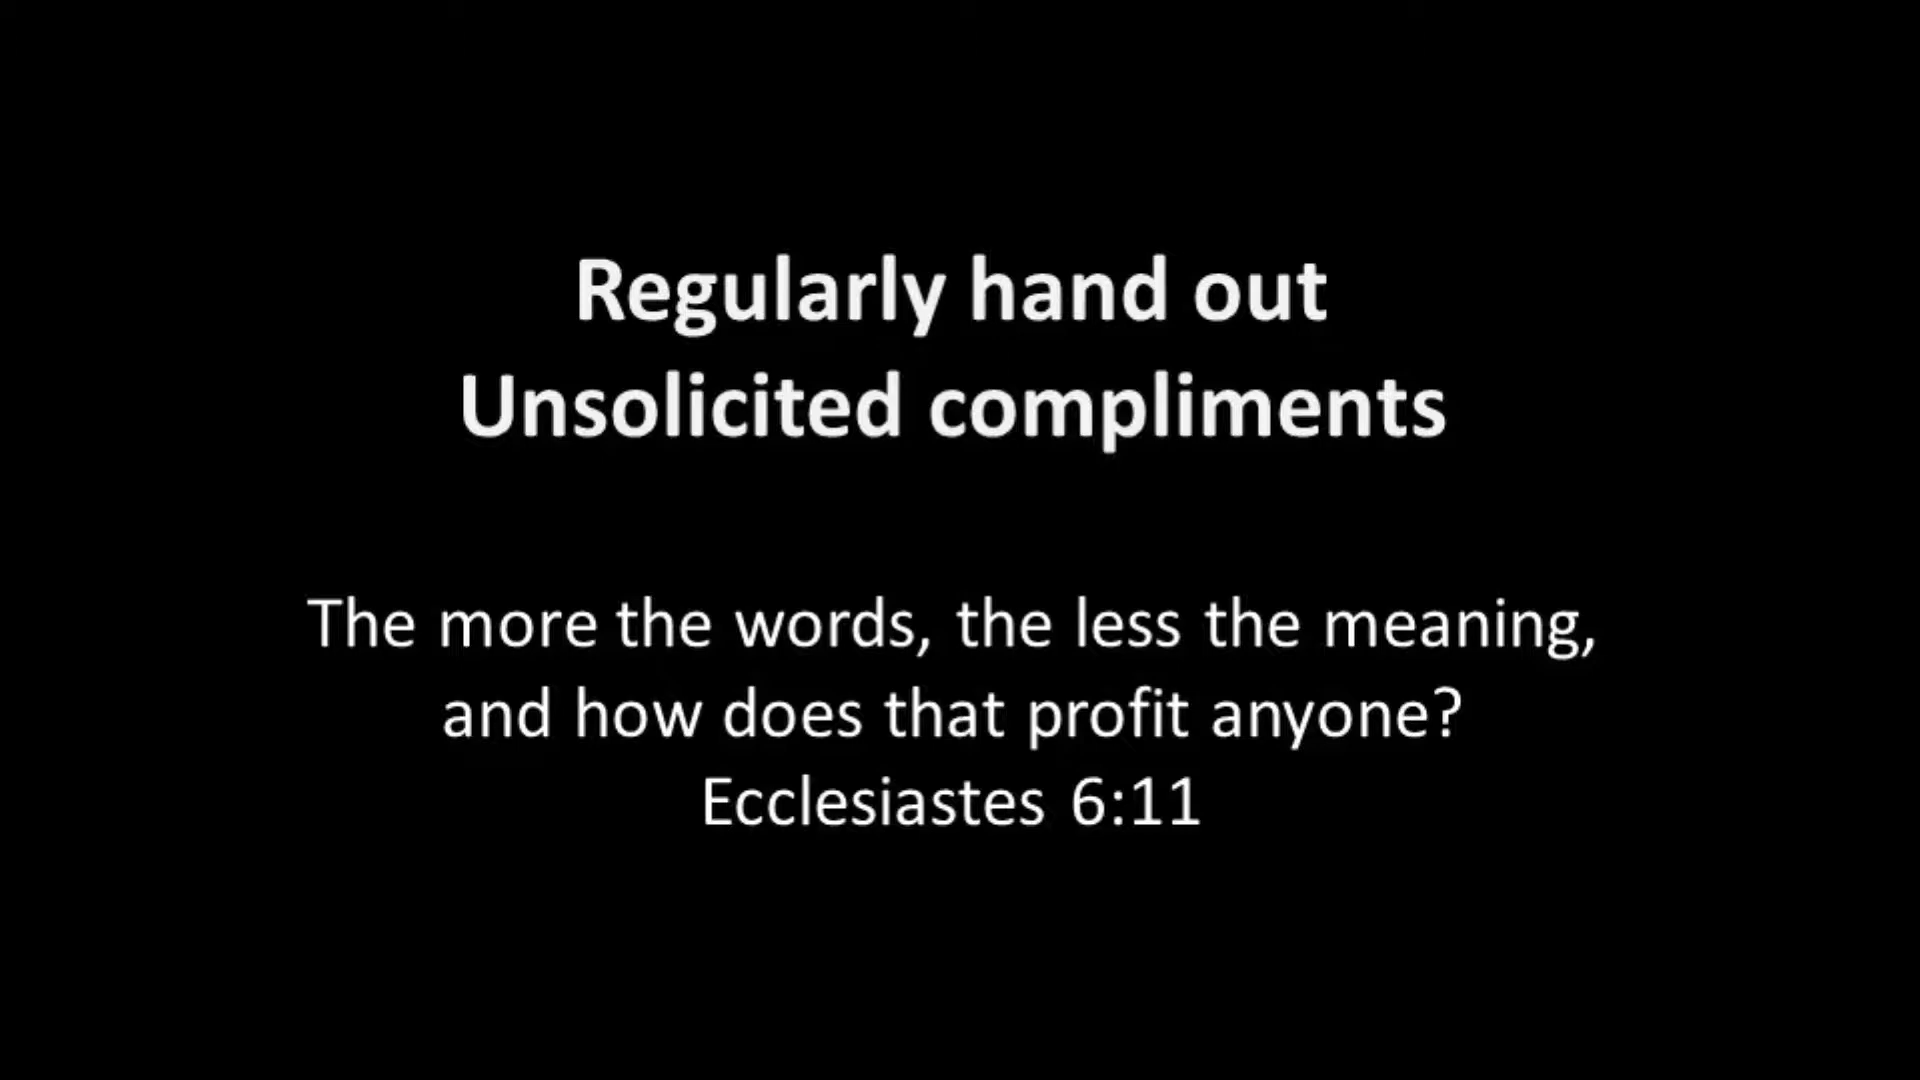 Regularly hand out
Unsolicited compliments
The more the words, the less the meaning,
and how does that profit anyone?
Ecclesiastes 6:11